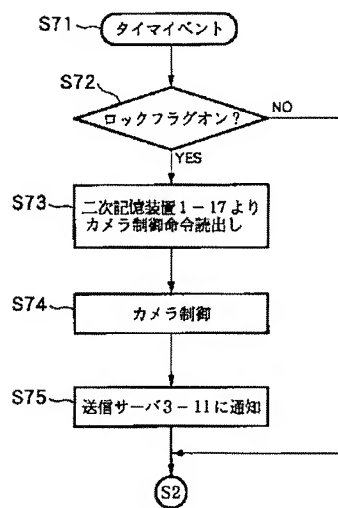 S71
タイマイベント
S72
ロックフラグオン?
NO
YES
S73
二次記憶装置1-17より
カメラ制御命令読出し
S74
カメラ制御
S75
送信サーバ3-11に通知
S2